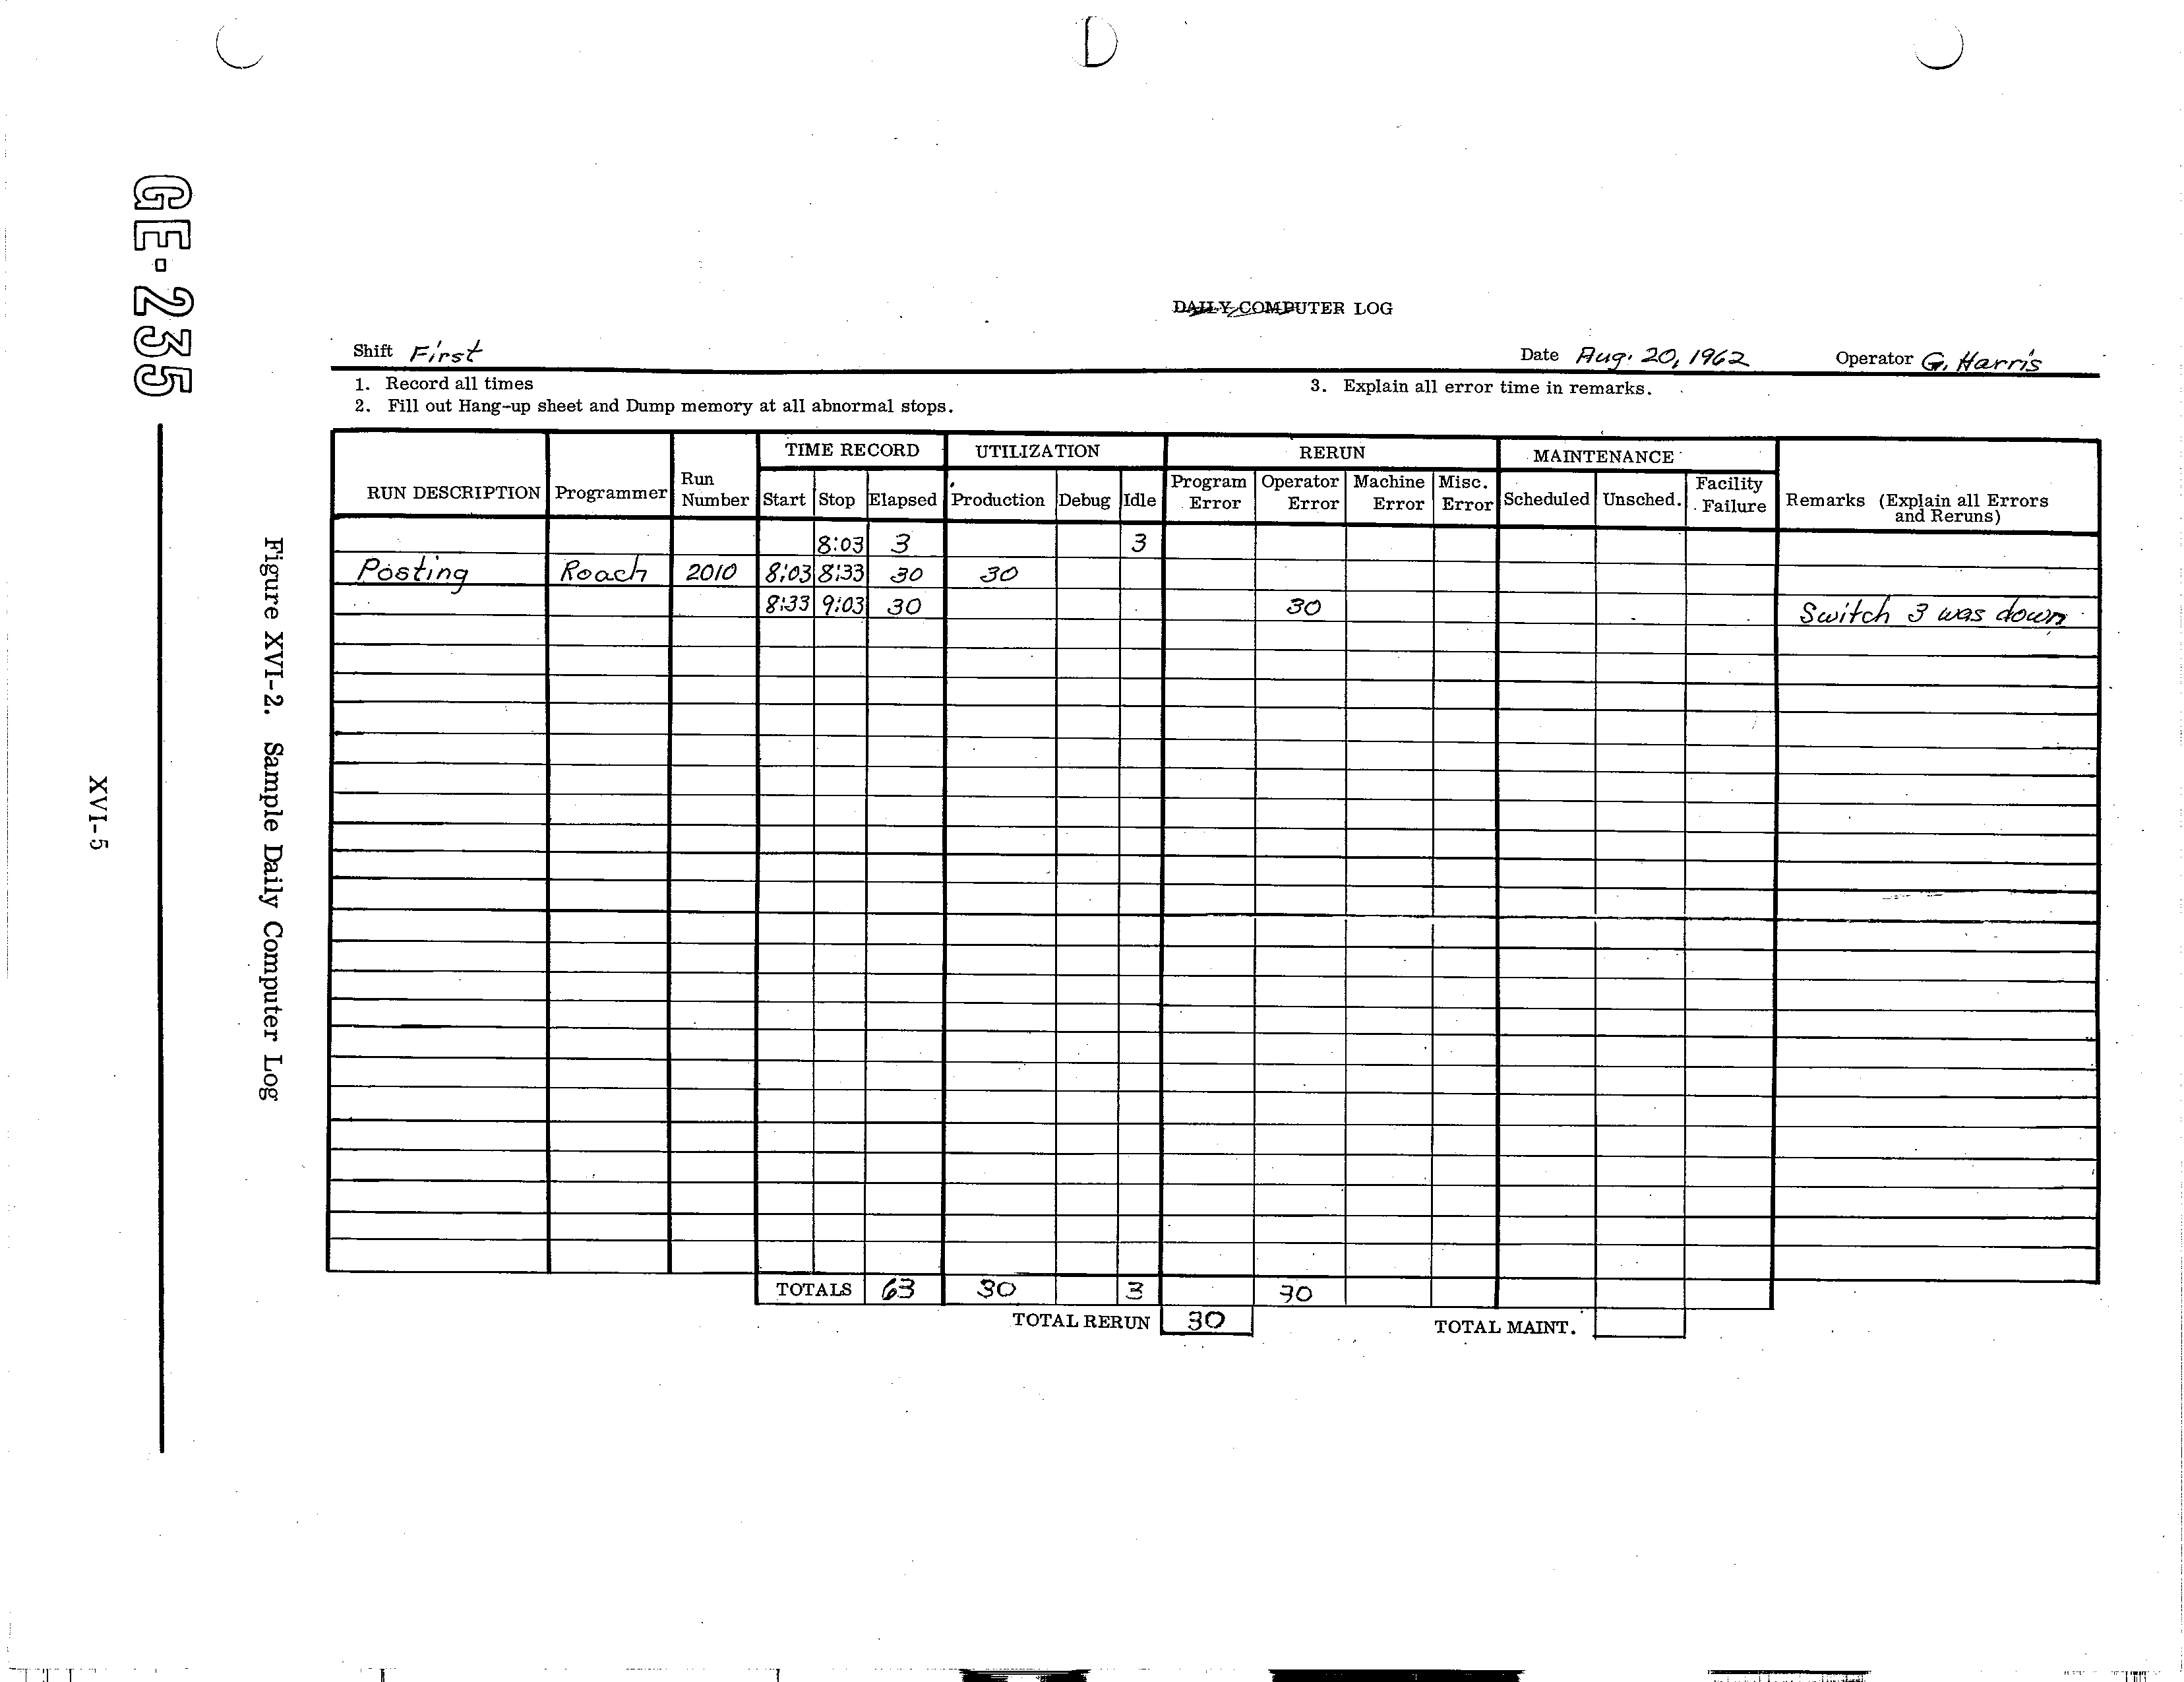 GE-235
DAILY COMPUTER LOG
Shift First Date Aug. 20, 1962 Operator G. Harris
1. Record all times 3. Explain all error time in remarks.
2. Fill out Hang-up sheet and Dump memory at all abnormal stops.
TIME RECORD UTILIZATION RERUN MAINTENANCE
RUN DESCRIPTION Programmer Run Number Start Stop Elapsed Production Debug Idle Program Error Operator Error Machine Error Misc. Error Scheduled Unsched. Facility Failure Remarks (Explain all Errors and Reruns)
8:03 3 3
Posting Roach 2010 8:03 8:33 30 30
8:33 9:03 30 30 Switch 3 was down
TOTALS 63 30 3 30
TOTAL RERUN 30 TOTAL MAINT.
Figure XVI-2. Sample Daily Computer Log
XVI-5